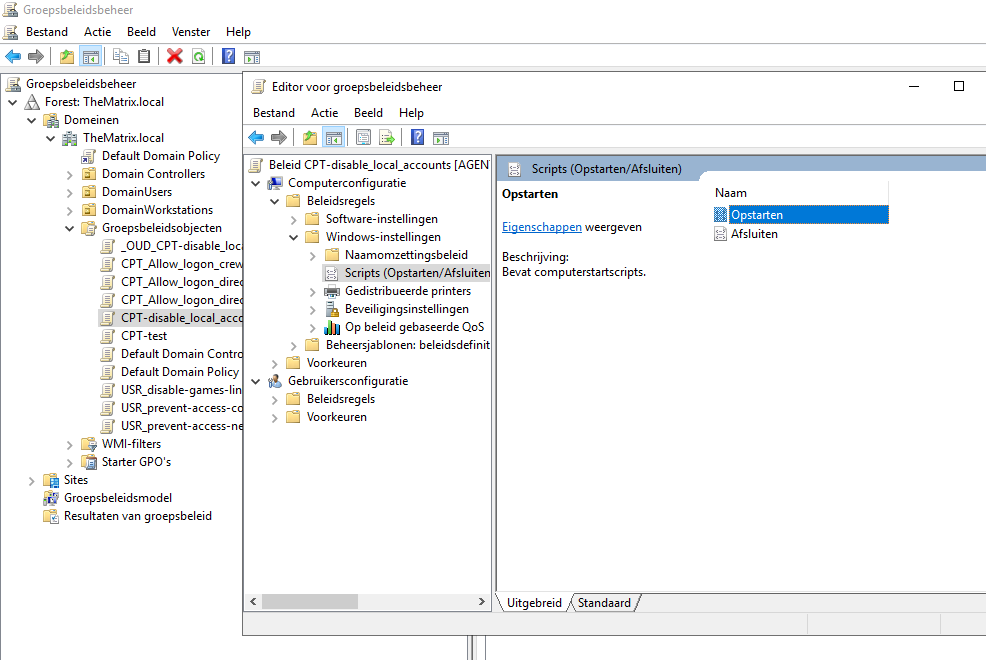 Groepsbeleidsbeheer
Bestand Actie Beeld Venster Help
Groepsbeleidsbeheer
Forest: TheMatrix.local
Domeinen
TheMatrix.local
Default Domain Policy
Domain Controllers
DomainUsers
DomainWorkstations
Groepsbeleidsobjecten
_OUD_CPT-disable_loc
CPT_Allow_logon_crew
CPT_Allow_logon_direc
CPT_Allow_logon_direc
CPT-disable_local_acco
CPT-test
Default Domain Contro
Default Domain Policy
USR_disable-games-lin
USR_prevent-access-co
USR_prevent-access-ne
WMI-filters
Starter GPO's
Sites
Groepsbeleidsmodel
Resultaten van groepsbeleid
Editor voor groepsbeleidsbeheer
Bestand Actie Beeld Help
Beleid CPT-disable_local_accounts [AGEN
Computerconfiguratie
Beleidsregels
Software-instellingen
Windows-instellingen
Naamomzettingsbeleid
Scripts (Opstarten/Afsluiten
Gedistribueerde printers
Beveiligingsinstellingen
Op beleid gebaseerde QoS
Beheersjablonen: beleidsdefinit
Voorkeuren
Gebruikersconfiguratie
Beleidsregels
Voorkeuren
Scripts (Opstarten/Afsluiten)
Opstarten
Eigenschappen weergeven
Beschrijving:
Bevat computerstartscripts.
Naam
Opstarten
Afsluiten
Uitgebreid Standaard